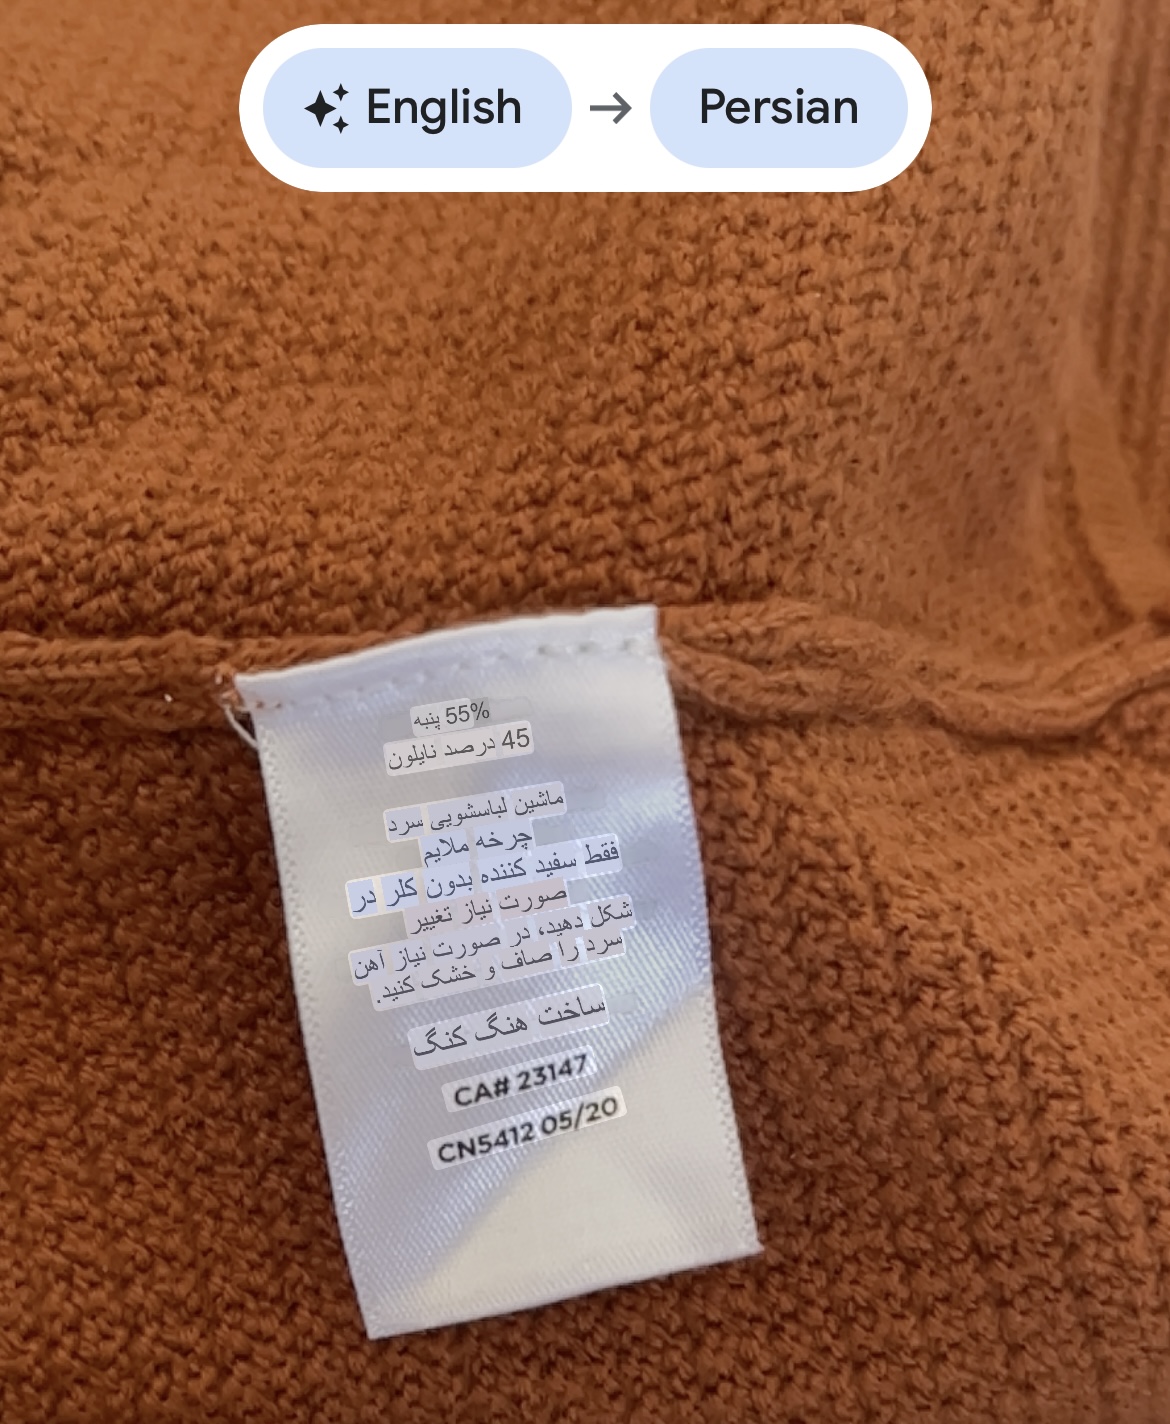 English → Persian
55% پنبه
45 درصد نایلون
ماشین لباسشویی سرد
چرخه ملایم
فقط سفید کننده بدون کلر در
صورت نیاز تغییر
شکل دهید، در صورت نیاز آهن
سرد را صاف و خشک کنید.
ساخت هنگ کنگ
CA# 23147
CN5412 05/20